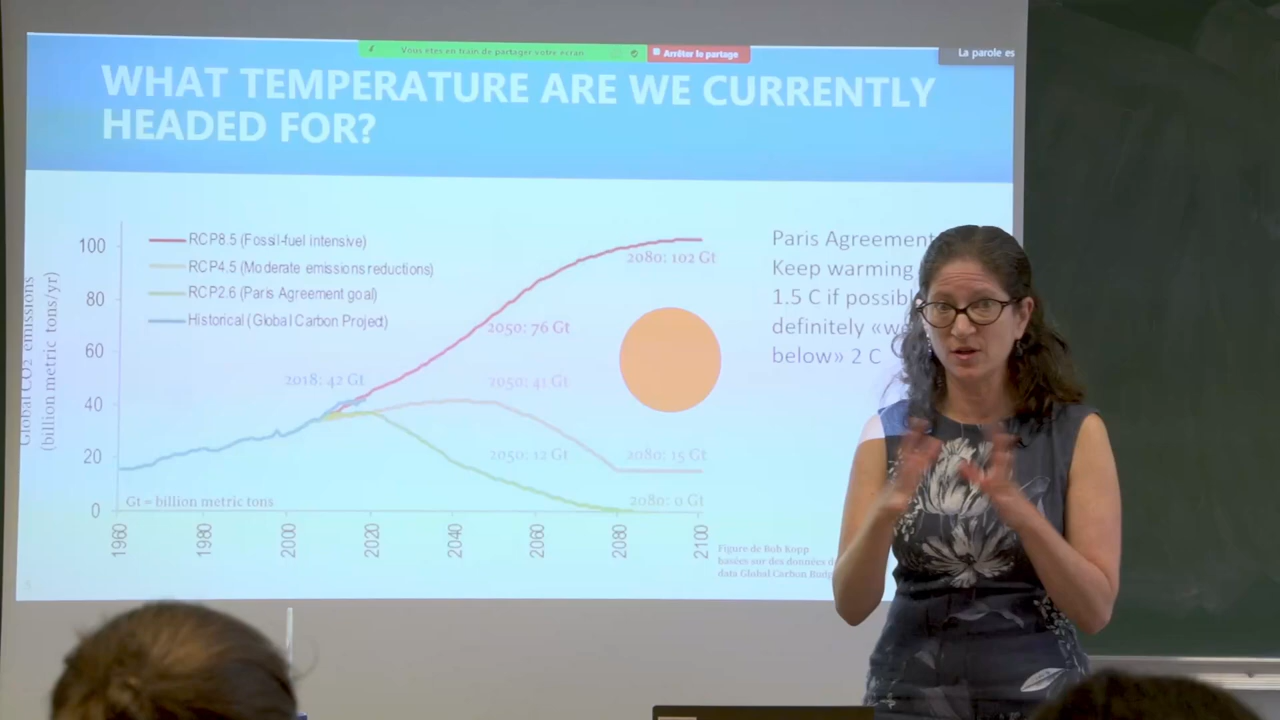 Vous êtes en train de partager votre écran
Arrêter le partage
La parole es
WHAT TEMPERATURE ARE WE CURRENTLY
HEADED FOR?
Global CO2 emissions
(billion metric tons/yr)
100
80
60
40
20
0
RCP8.5 (Fossil-fuel intensive)
RCP4.5 (Moderate emissions reductions)
RCP2.6 (Paris Agreement goal)
Historical (Global Carbon Project)
2080: 102 Gt
2050: 76 Gt
2018: 42 Gt
2050: 41 Gt
2050: 12 Gt
2080: 15 Gt
2080: 0 Gt
Gt = billion metric tons
1960
1980
2000
2020
2040
2060
2080
2100
Paris Agreement
Keep warming
1.5 C if possibl
definitely «we
below» 2 C
Figure de Bob Kopp
basées sur des données d
data Global Carbon Budg